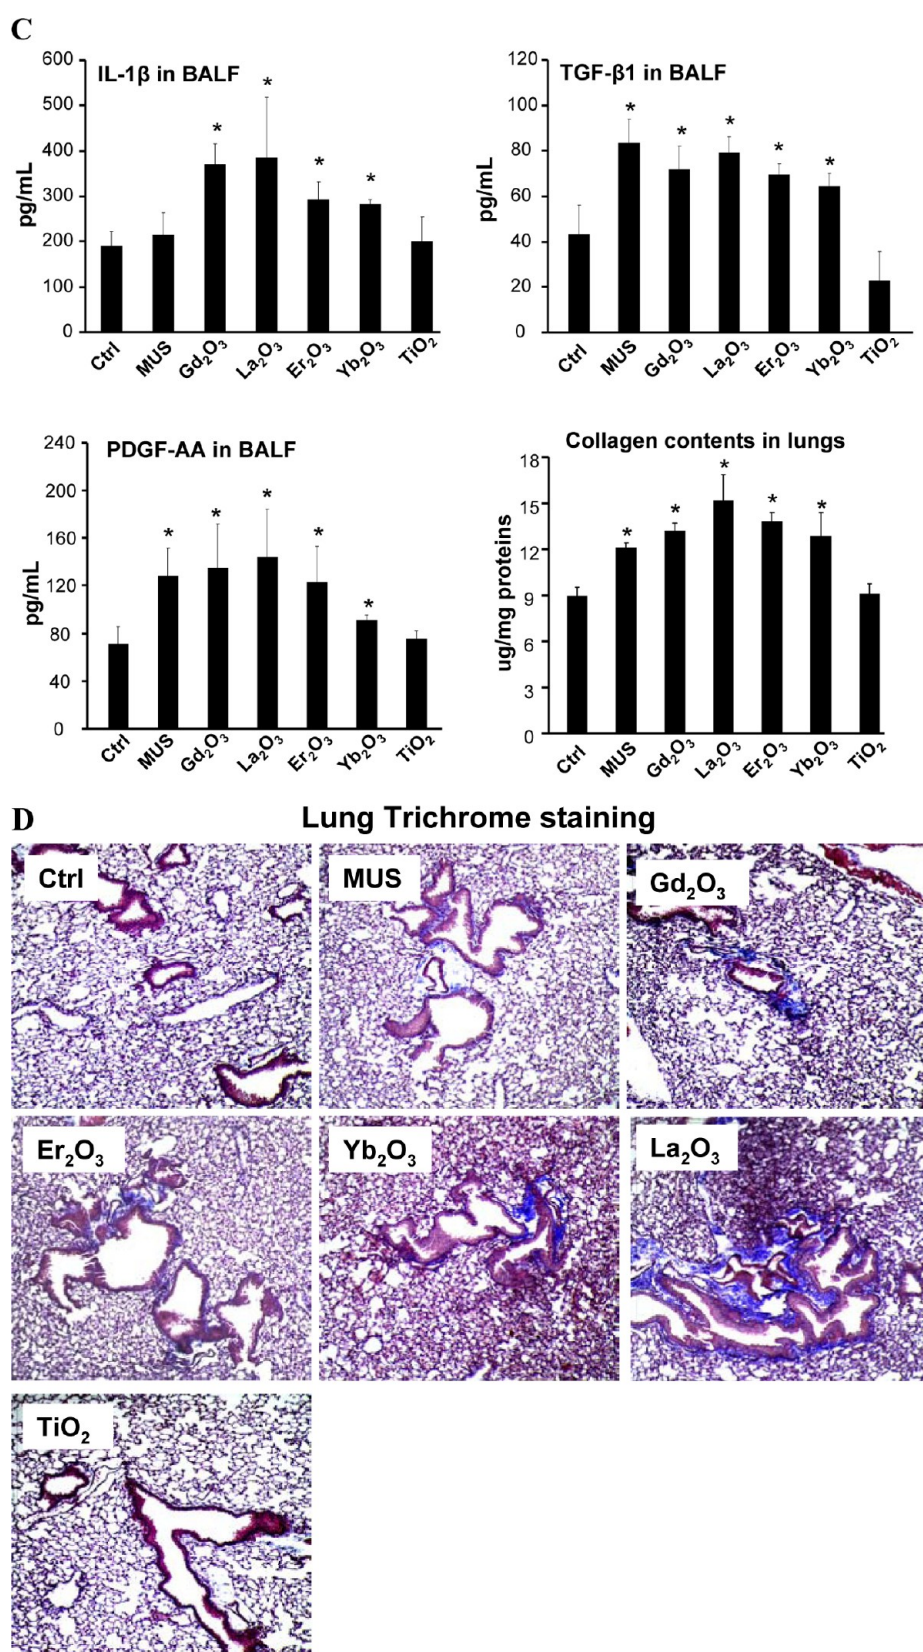 C
IL-1β in BALF
600
500
400
300
200
100
0
pg/mL
*
*
*
*
Ctrl
MUS
Gd₂O₃
La₂O₃
Er₂O₃
Yb₂O₃
TiO₂
TGF-β1 in BALF
120
100
80
60
40
20
0
pg/mL
*
*
*
*
*
Ctrl
MUS
Gd₂O₃
La₂O₃
Er₂O₃
Yb₂O₃
TiO₂
PDGF-AA in BALF
240
200
160
120
80
40
0
pg/mL
*
*
*
*
*
Ctrl
MUS
Gd₂O₃
La₂O₃
Er₂O₃
Yb₂O₃
TiO₂
Collagen contents in lungs
18
15
12
9
6
3
0
ug/mg proteins
*
*
*
*
*
Ctrl
MUS
Gd₂O₃
La₂O₃
Er₂O₃
Yb₂O₃
TiO₂
D
Lung Trichrome staining
Ctrl
MUS
Gd₂O₃
Er₂O₃
Yb₂O₃
La₂O₃
TiO₂